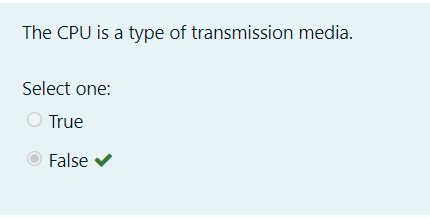 The CPU is a type of transmission media.
Select one:
True
False